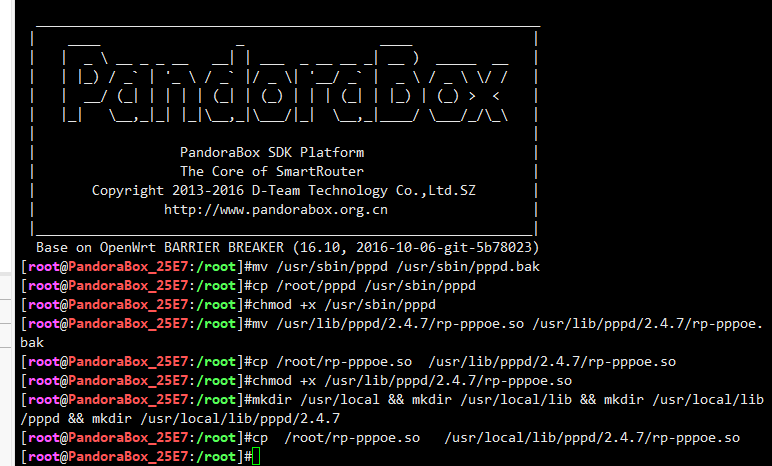 PandoraBox
PandoraBox SDK Platform
The Core of SmartRouter
Copyright 2013-2016 D-Team Technology Co.,Ltd.SZ
http://www.pandorabox.org.cn
Base on OpenWrt BARRIER BREAKER (16.10, 2016-10-06-git-5b78023)
[root@PandoraBox_25E7:/root]#mv /usr/sbin/pppd /usr/sbin/pppd.bak
[root@PandoraBox_25E7:/root]#cp /root/pppd /usr/sbin/pppd
[root@PandoraBox_25E7:/root]#chmod +x /usr/sbin/pppd
[root@PandoraBox_25E7:/root]#mv /usr/lib/pppd/2.4.7/rp-pppoe.so /usr/lib/pppd/2.4.7/rp-pppoe.
bak
[root@PandoraBox_25E7:/root]#cp /root/rp-pppoe.so  /usr/lib/pppd/2.4.7/rp-pppoe.so
[root@PandoraBox_25E7:/root]#chmod +x /usr/lib/pppd/2.4.7/rp-pppoe.so
[root@PandoraBox_25E7:/root]#mkdir /usr/local && mkdir /usr/local/lib && mkdir /usr/local/lib
/pppd && mkdir /usr/local/lib/pppd/2.4.7
[root@PandoraBox_25E7:/root]#cp  /root/rp-pppoe.so   /usr/local/lib/pppd/2.4.7/rp-pppoe.so
[root@PandoraBox_25E7:/root]#